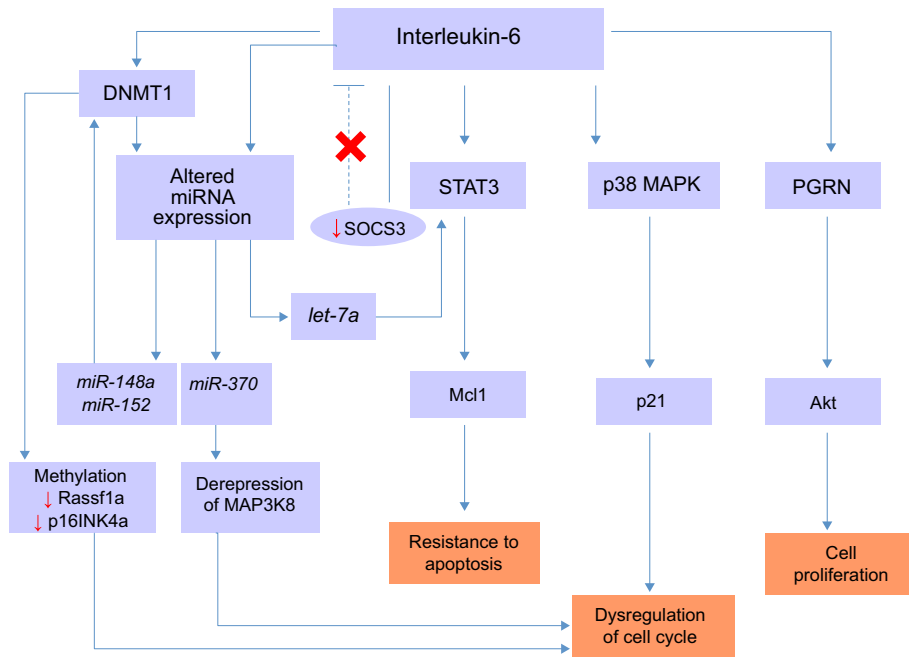 Interleukin-6
DNMT1
Altered
miRNA
expression
STAT3
p38 MAPK
PGRN
↓ SOCS3
let-7a
miR-148a
miR-152
miR-370
Mcl1
p21
Akt
Methylation
↓ Rassf1a
↓ p16INK4a
Derepression
of MAP3K8
Resistance to
apoptosis
Cell
proliferation
Dysregulation
of cell cycle